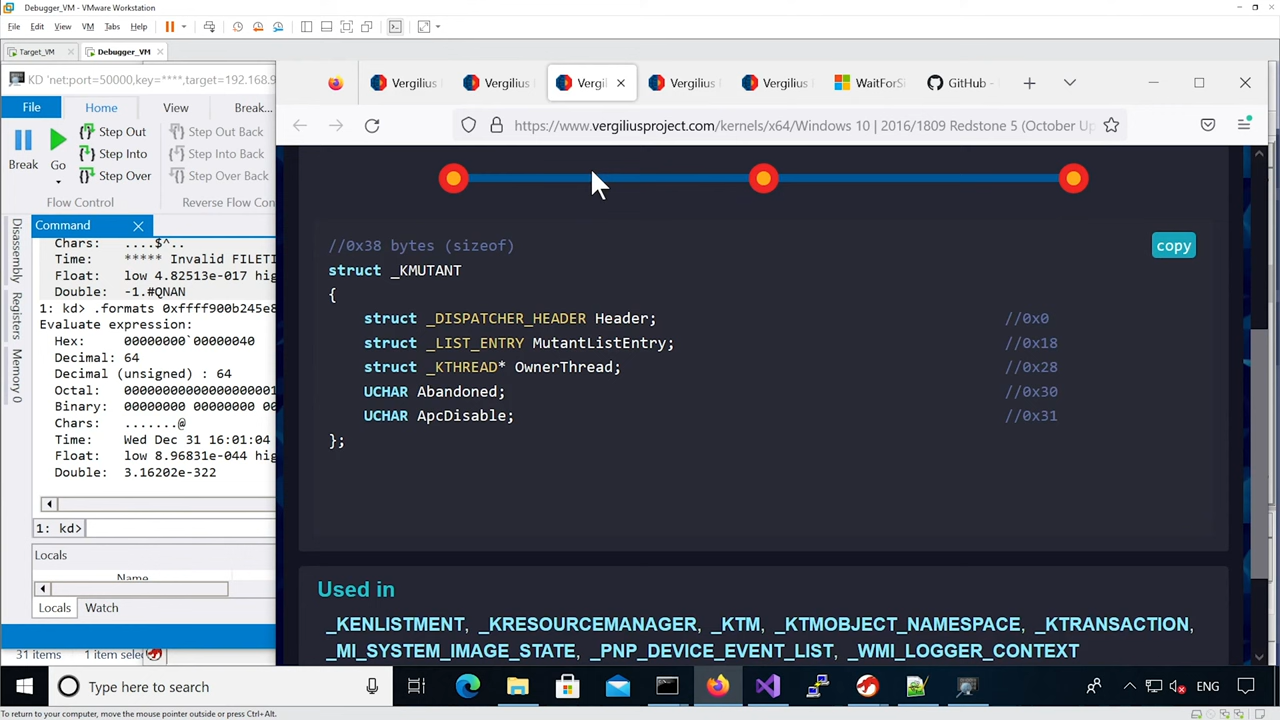 Debugger_VM - VMware Workstation
File Edit View VM Tabs Help
Target_VM Debugger_VM
KD 'net:port=50000,key=****,target=192.168.9
File Home View Break...
Break Go Step Out Step Into Step Over
Step Out Back Step Into Back Step Over Back
Flow Control Reverse Flow Con
Command
Disassembly
Registers
Memory 0
Chars: ....$^..
Time: ***** Invalid FILETI
Float: low 4.82513e-017 hig
Double: -1.#QNAN
1: kd> .formats 0xffff900b245e8
Evaluate expression:
Hex: 00000000`00000040
Decimal: 64
Decimal (unsigned) : 64
Octal: 0000000000000000001
Binary: 00000000 00000000 00
Chars: .......@
Time: Wed Dec 31 16:01:04
Float: low 8.96831e-044 hig
Double: 3.16202e-322
1: kd>
Locals
Name
Locals Watch
31 items 1 item selec
Vergilius Vergilius Vergil Vergilius Vergilius WaitForSi GitHub -
https://www.vergiliusproject.com/kernels/x64/Windows 10 | 2016/1809 Redstone 5 (October Up
copy
//0x38 bytes (sizeof)
struct _KMUTANT
{
struct _DISPATCHER_HEADER Header; //0x0
struct _LIST_ENTRY MutantListEntry; //0x18
struct _KTHREAD* OwnerThread; //0x28
UCHAR Abandoned; //0x30
UCHAR ApcDisable; //0x31
};
Used in
_KENLISTMENT, _KRESOURCEMANAGER, _KTM, _KTMOBJECT_NAMESPACE, _KTRANSACTION,
_MI_SYSTEM_IMAGE_STATE, _PNP_DEVICE_EVENT_LIST, _WMI_LOGGER_CONTEXT
Type here to search
ENG
To return to your computer, move the mouse pointer outside or press Ctrl+Alt.